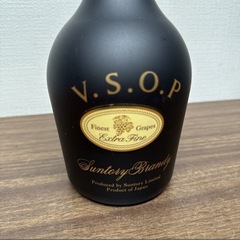 V.S.O.P
Finest Grapes
Extra Fine
Suntory Brandy
Produced by Suntory Limited
Product of Japan